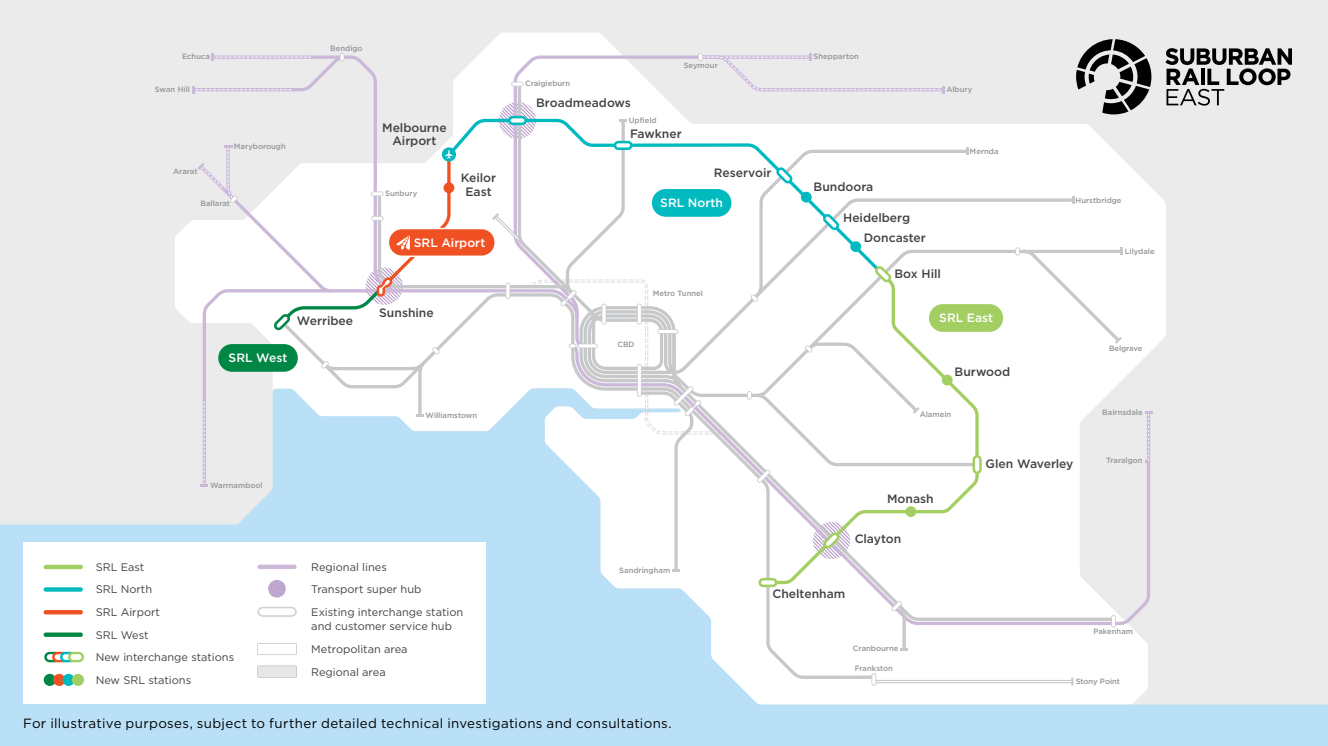 SUBURBAN
RAIL LOOP
EAST
Echuca
Bendigo
Swan Hill
Shepparton
Seymour
Albury
Craigieburn
Broadmeadows
Melbourne
Airport
Upfield
Fawkner
Maryborough
Ararat
Ballarat
Sunbury
Keilor
East
Mernda
Reservoir
Bundoora
SRL North
Hurstbridge
Heidelberg
Doncaster
SRL Airport
Lilydale
Box Hill
Metro Tunnel
Sunshine
Werribee
SRL East
CBD
SRL West
Belgrave
Burwood
Williamstown
Alamein
Bairnsdale
Traralgon
Glen Waverley
Warrnambool
Monash
Clayton
Sandringham
Cheltenham
Pakenham
Cranbourne
Frankston
Stony Point
SRL East
SRL North
SRL Airport
SRL West
New interchange stations
New SRL stations
Regional lines
Transport super hub
Existing interchange station
and customer service hub
Metropolitan area
Regional area
For illustrative purposes, subject to further detailed technical investigations and consultations.